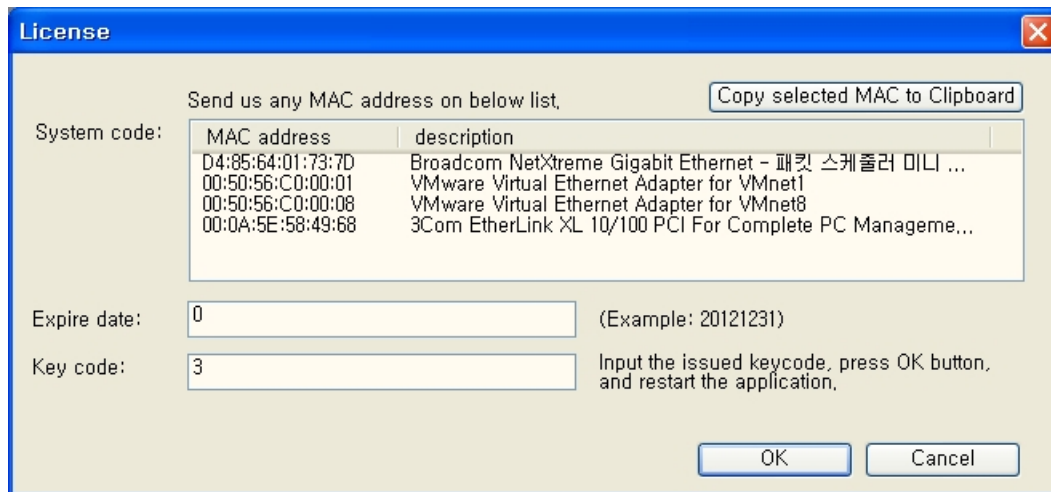 License
Send us any MAC address on below list,
Copy selected MAC to Clipboard
System code:
MAC address description
D4:85:64:01:73:7D Broadcom NetXtreme Gigabit Ethernet - 패킷 스케줄러 미니 ...
00:50:56:C0:00:01 VMware Virtual Ethernet Adapter for VMnet1
00:50:56:C0:00:08 VMware Virtual Ethernet Adapter for VMnet8
00:0A:5E:58:49:68 3Com EtherLink XL 10/100 PCI For Complete PC Manageme...
Expire date: 0 (Example: 20121231)
Key code: 3 Input the issued keycode, press OK button,
and restart the application,
OK Cancel